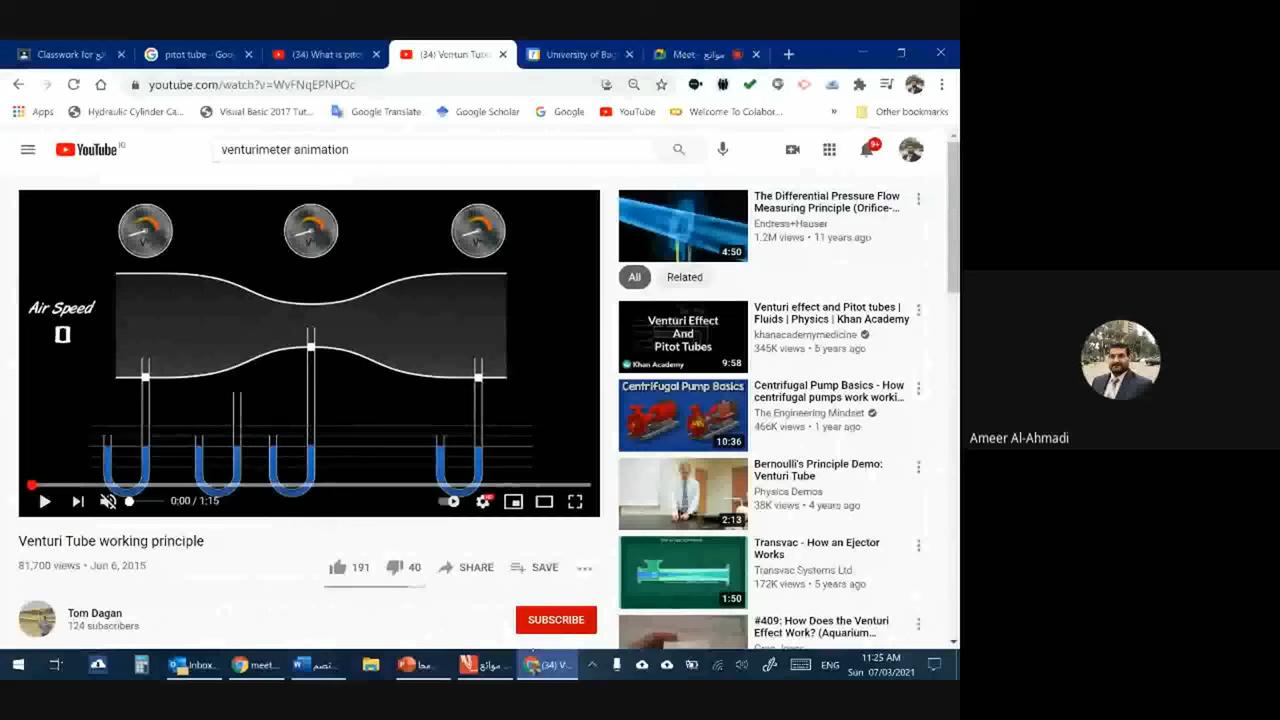 Classwork for
pitot tube - Goo
(34) What is pito
(34) Venturi Tube
University of Bag
Meet - موائع
youtube.com/watch?v=WvFNqEPNPOc
Apps
Hydraulic Cylinder Ca...
Visual Basic 2017 Tut...
Google Translate
Google Scholar
Google
YouTube
Welcome To Colabor...
»
Other bookmarks
YouTube IQ
venturimeter animation
9+
Air Speed
0
V
V
V
0:00 / 1:15
HD
Venturi Tube working principle
81,700 views • Jun 6, 2015
191
40
SHARE
SAVE
Tom Dagan
124 subscribers
SUBSCRIBE
The Differential Pressure Flow
Measuring Principle (Orifice-...
Endress+Hauser
1.2M views • 11 years ago
4:50
All
Related
Venturi Effect
And
Pitot Tubes
Khan Academy
9:58
Venturi effect and Pitot tubes |
Fluids | Physics | Khan Academy
khanacademymedicine
345K views • 6 years ago
Centrifugal Pump Basics
10:36
Centrifugal Pump Basics - How
centrifugal pumps work worki...
The Engineering Mindset
466K views • 1 year ago
2:13
Bernoulli's Principle Demo:
Venturi Tube
Physics Demos
38K views • 4 years ago
1:50
Transvac - How an Ejector
Works
Transvac Systems Ltd
172K views • 5 years ago
#409: How Does the Venturi
Effect Work? (Aquarium...
Inbox...
meet...
(34) V...
ENG
11:25 AM
Sun 07/03/2021
Ameer Al-Ahmadi